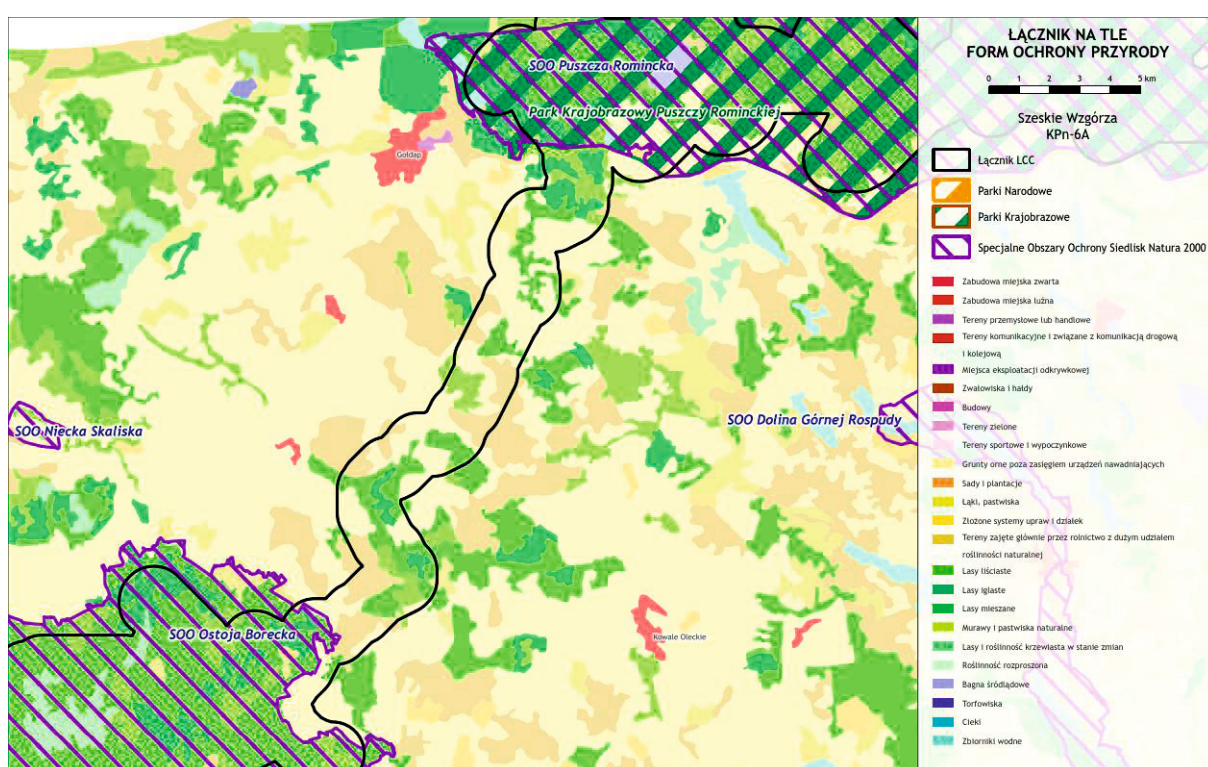 SOO Puszcza Romincka
Park Krajobrazowy Puszczy Rominckiej
Gołdap
SOO Niecka Skaliska
SOO Dolina Górnej Rospudy
SOO Ostoja Borecka
Kowale Oleckie
ŁĄCZNIK NA TLE
FORM OCHRONY PRZYRODY
0 1 2 3 4 5 km
Szeskie Wzgórza
KPn-6A
Łącznik LCC
Parki Narodowe
Parki Krajobrazowe
Specjalne Obszary Ochrony Siedlisk Natura 2000
Zabudowa miejska zwarta
Zabudowa miejska luźna
Tereny przemysłowe lub handlowe
Tereny komunikacyjne i związane z komunikacją drogową
i kolejową
Miejsca eksploatacji odkrywkowej
Zwałowiska i hałdy
Budowy
Tereny zielone
Tereny sportowe i wypoczynkowe
Grunty orne poza zasięgiem urządzeń nawadniających
Sady i plantacje
Łąki, pastwiska
Złożone systemy upraw i działek
Tereny zajęte głównie przez rolnictwo z dużym udziałem
roślinności naturalnej
Lasy liściaste
Lasy iglaste
Lasy mieszane
Murawy i pastwiska naturalne
Lasy i roślinność krzewiasta w stanie zmian
Roślinność rozproszona
Bagna śródlądowe
Torfowiska
Cieki
Zbiorniki wodne